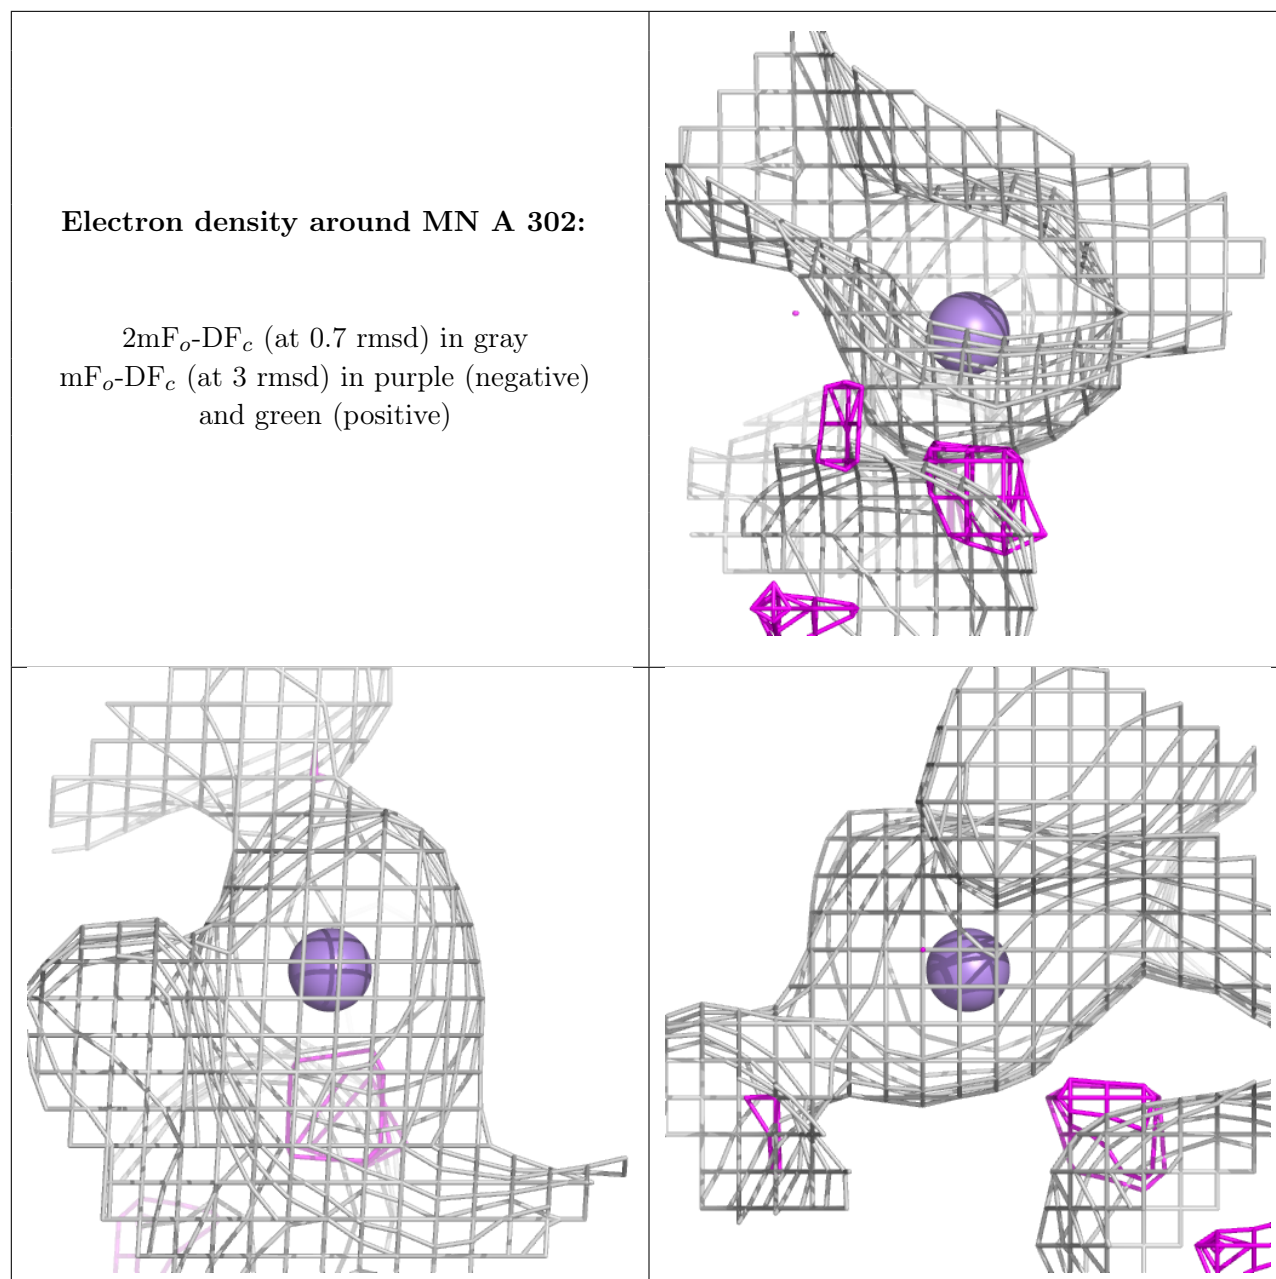 Electron density around MN A 302:
2mFo-DFc (at 0.7 rmsd) in gray
mFo-DFc (at 3 rmsd) in purple (negative)
and green (positive)